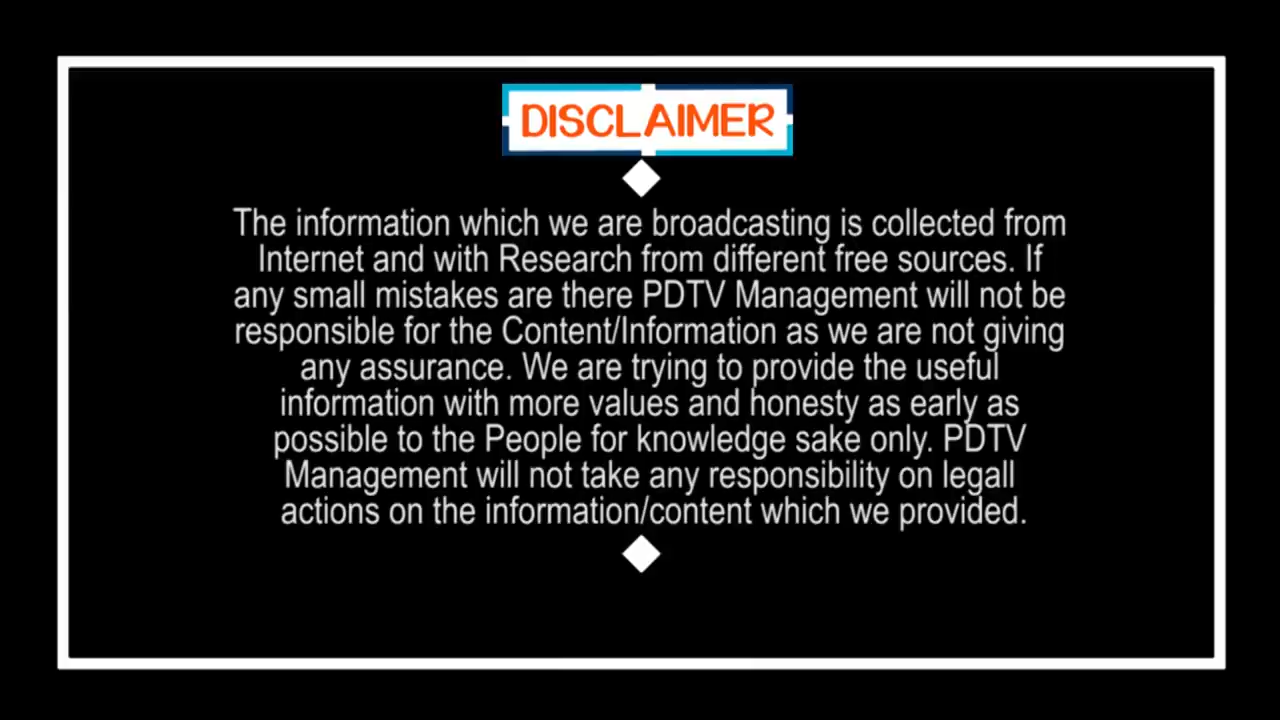 DISCLAIMER
The information which we are broadcasting is collected from
Internet and with Research from different free sources. If
any small mistakes are there PDTV Management will not be
responsible for the Content/Information as we are not giving
any assurance. We are trying to provide the useful
information with more values and honesty as early as
possible to the People for knowledge sake only. PDTV
Management will not take any responsibility on legall
actions on the information/content which we provided.